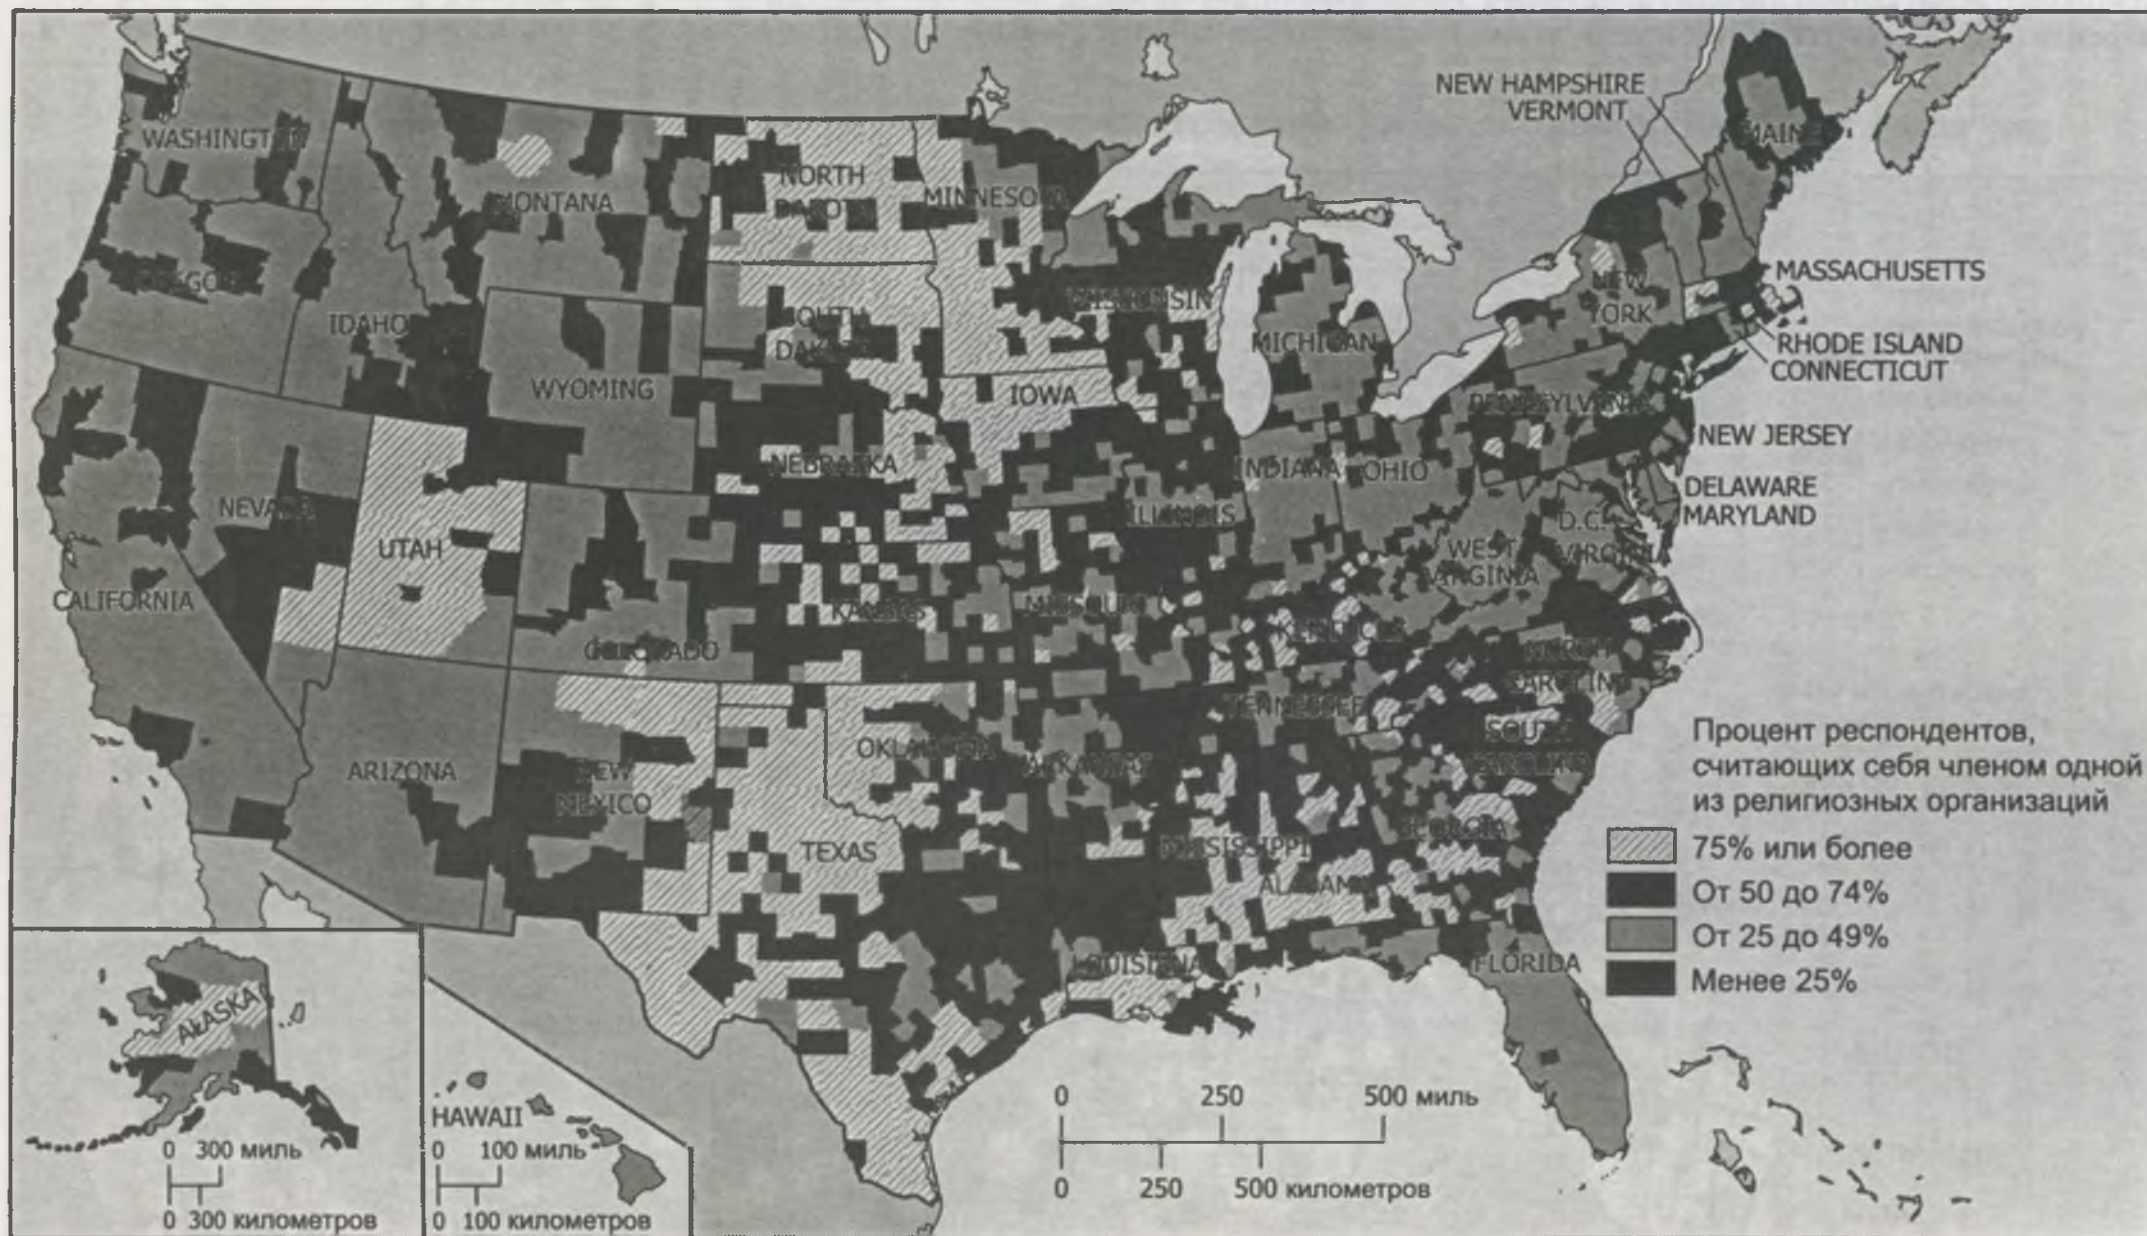 NEW HAMPSHIRE
VERMONT
MAINE
WASHINGTON
MONTANA
NORTH
DAKOTA
MINNESOTA
OREGON
IDAHO
WYOMING
SOUTH
DAKOTA
WISCONSIN
MICHIGAN
NEW
YORK
MASSACHUSETTS
RHODE ISLAND
CONNECTICUT
IOWA
PENNSYLVANIA
NEW JERSEY
NEBRASKA
INDIANA
OHIO
DELAWARE
MARYLAND
D.C.
NEVADA
UTAH
ILLINOIS
WEST
VIRGINIA
VIRGINIA
CALIFORNIA
COLORADO
KANSAS
MISSOURI
KENTUCKY
NORTH
CAROLINA
TENNESSEE
ARIZONA
NEW
MEXICO
OKLAHOMA
ARKANSAS
SOUTH
CAROLINA
TEXAS
MISSISSIPPI
ALABAMA
GEORGIA
LOUISIANA
FLORIDA
Процент респондентов,
считающих себя членом одной
из религиозных организаций
75% или более
От 50 до 74%
От 25 до 49%
Менее 25%
ALASKA
0 300 миль
0 300 километров
HAWAII
0 100 миль
0 100 километров
0 250 500 миль
0 250 500 километров